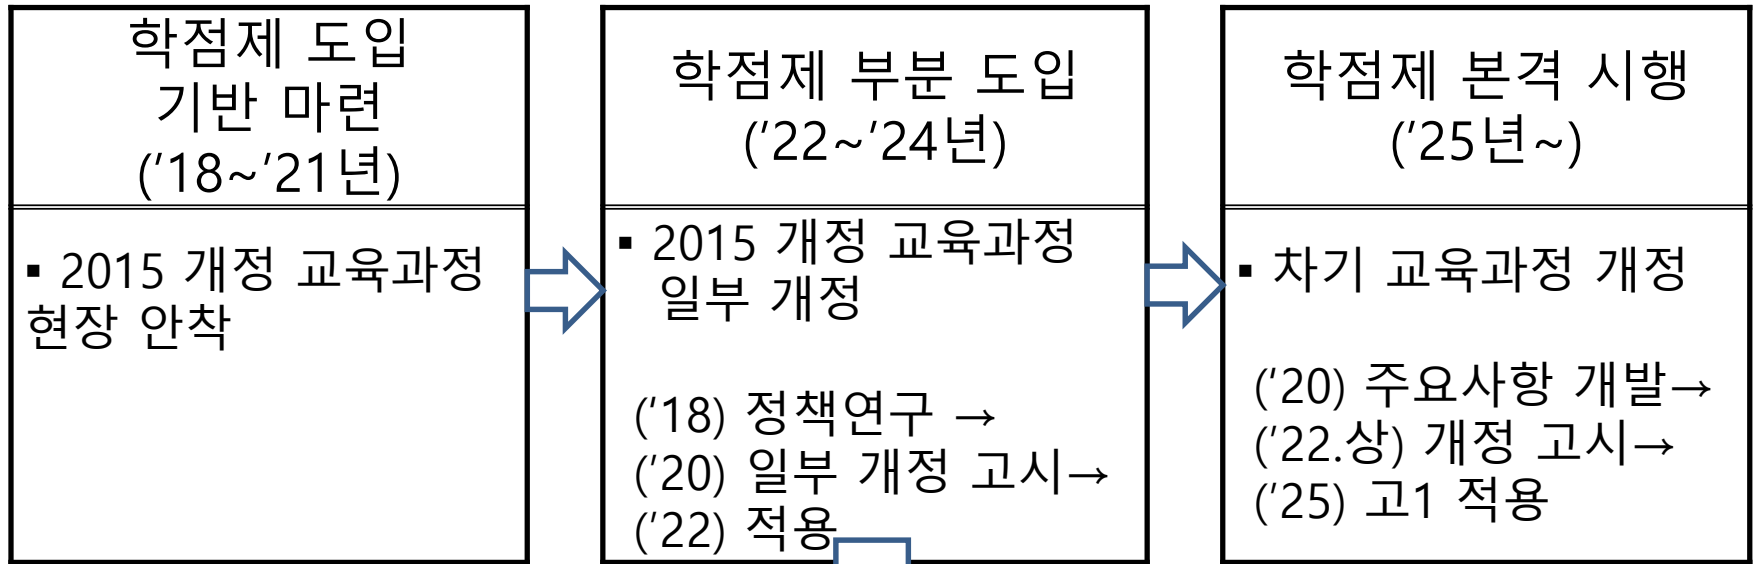 학점제 도입
기반 마련
(′18~′21년)
▪ 2015 개정 교육과정
현장 안착
학점제 부분 도입
(′22~′24년)
▪ 2015 개정 교육과정
일부 개정
(′18) 정책연구 →
(′20) 일부 개정 고시→
(′22) 적용
학점제 본격 시행
(′25년~)
▪ 차기 교육과정 개정
(‘20) 주요사항 개발→
(‘22.상) 개정 고시→
(‘25) 고1 적용